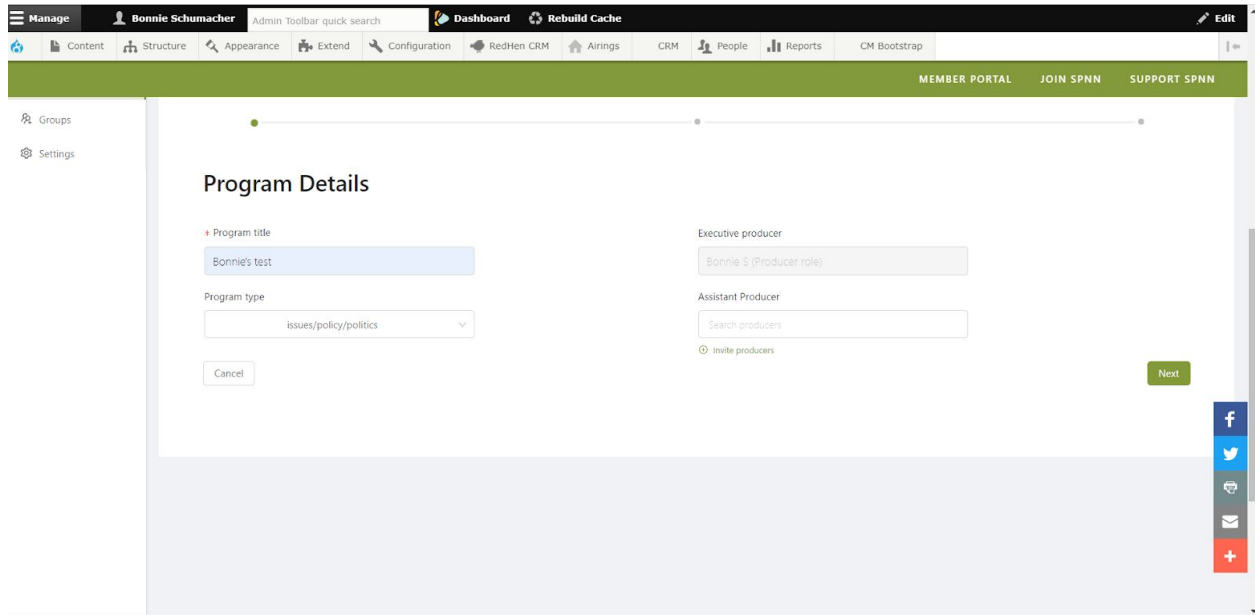 Manage Bonnie Schumacher Admin Toolbar quick search Dashboard Rebuild Cache Edit
Content Structure Appearance Extend Configuration RedHen CRM Airings CRM People Reports CM Bootstrap
MEMBER PORTAL JOIN SPNN SUPPORT SPNN
Groups
Settings
Program Details
+ Program title
Bonnie's test
Executive producer
Bonnie S (Producer role)
Program type
issues/policy/politics
Assistant Producer
Search producers
Invite producers
Cancel
Next